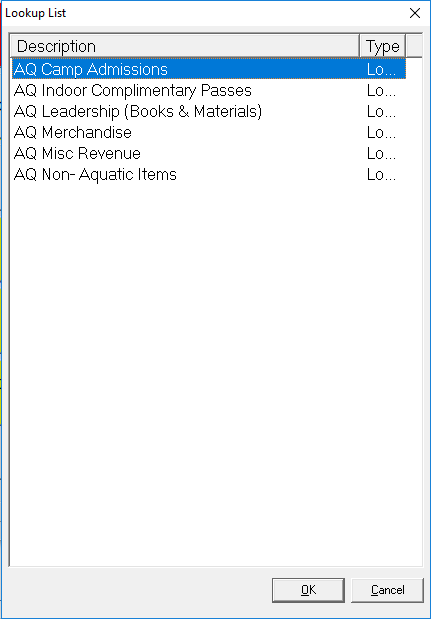 Lookup List
Description Type
AQ Camp Admissions Lo...
AQ Indoor Complimentary Passes Lo...
AQ Leadership (Books & Materials) Lo...
AQ Merchandise Lo...
AQ Misc Revenue Lo...
AQ Non- Aquatic Items Lo...
OK Cancel